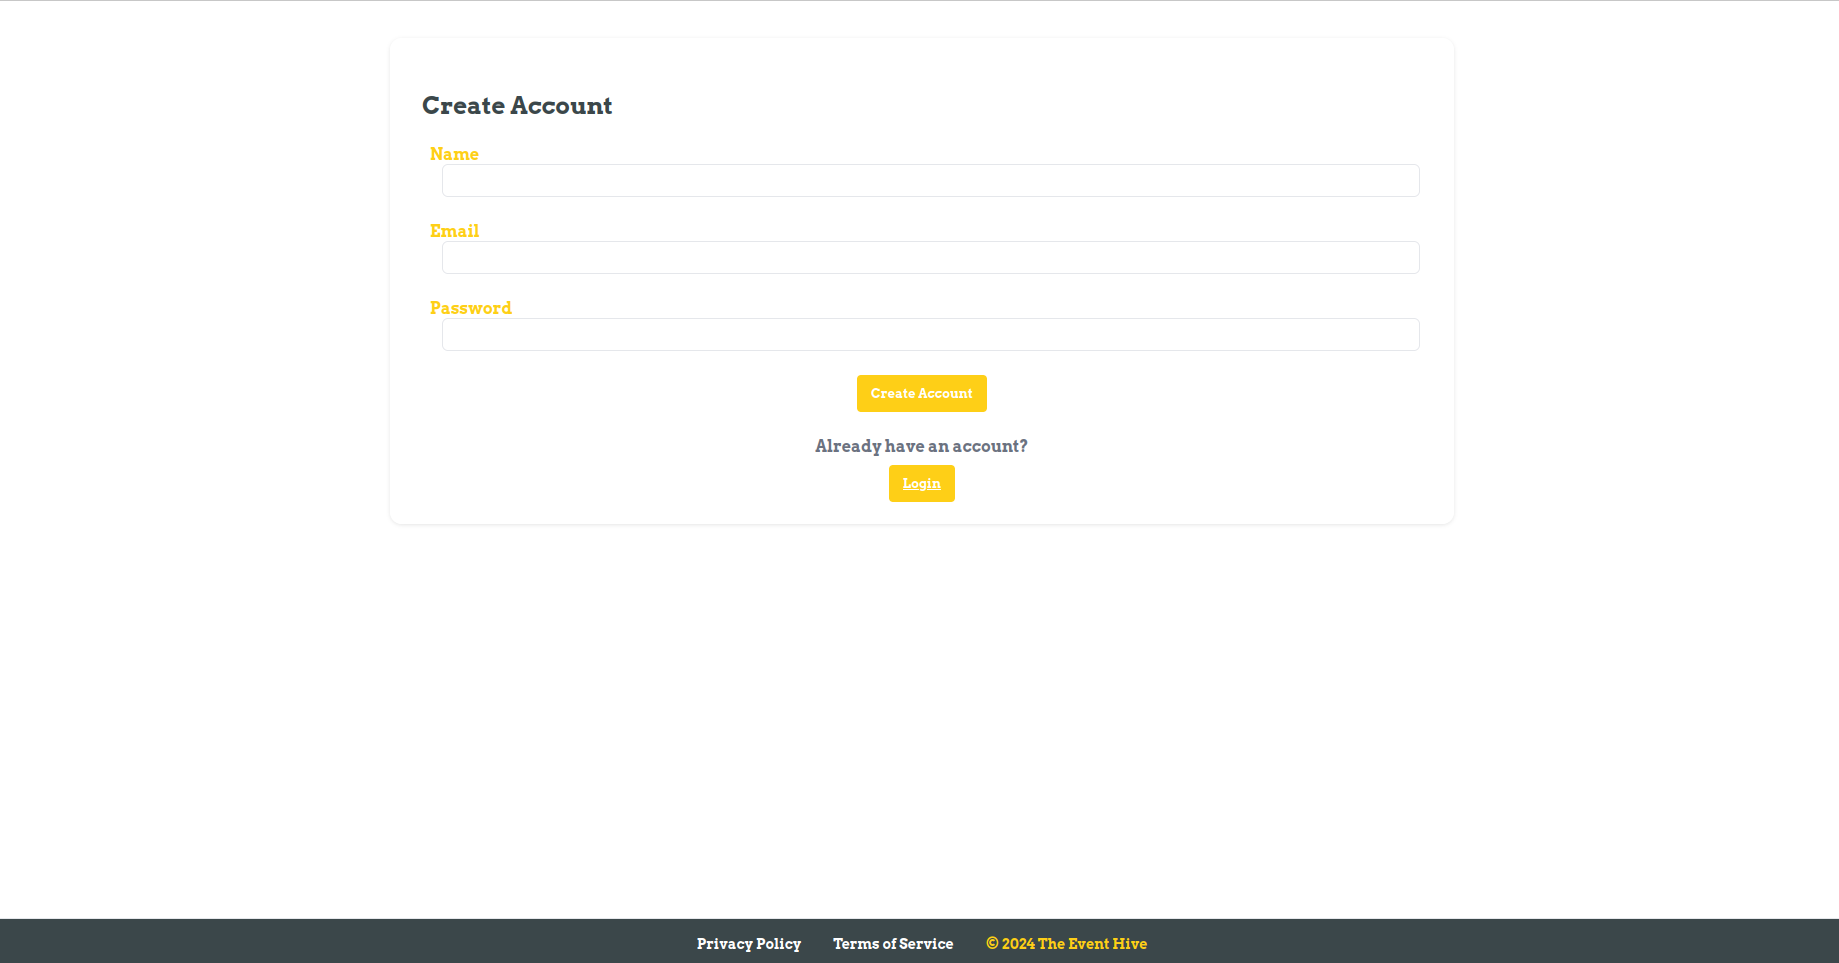 Create Account
Name
Email
Password
Create Account
Already have an account?
Login
Privacy Policy Terms of Service © 2024 The Event Hive